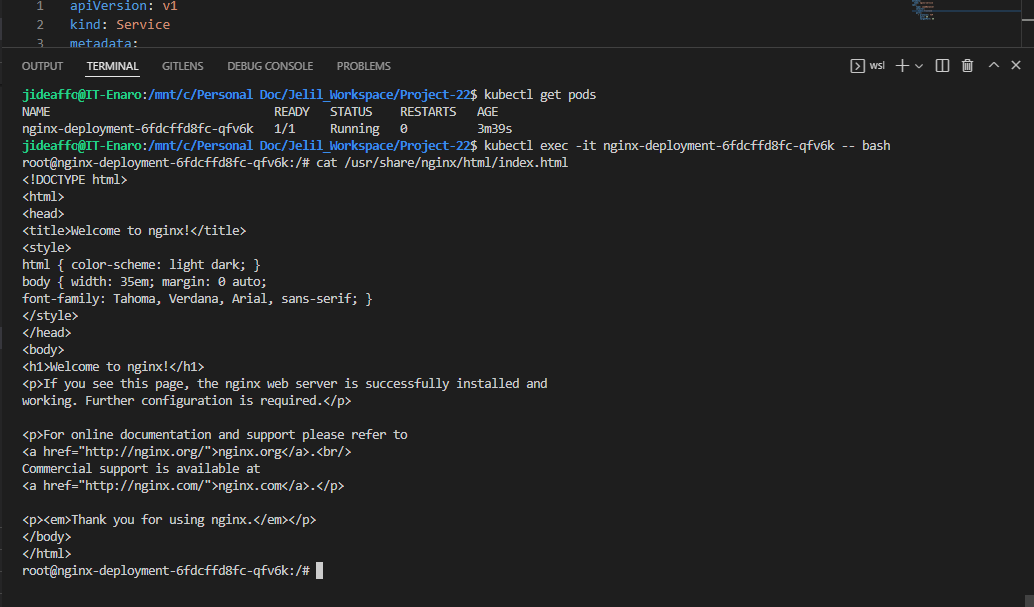 1 apiVersion: v1
2 kind: Service
3 metadata:
OUTPUT TERMINAL GITLENS DEBUG CONSOLE PROBLEMS wsl
jideaffo@IT-Enaro:/mnt/c/Personal Doc/Jelil_Workspace/Project-22$ kubectl get pods
NAME READY STATUS RESTARTS AGE
nginx-deployment-6fdcffd8fc-qfv6k 1/1 Running 0 3m39s
jideaffo@IT-Enaro:/mnt/c/Personal Doc/Jelil_Workspace/Project-22$ kubectl exec -it nginx-deployment-6fdcffd8fc-qfv6k -- bash
root@nginx-deployment-6fdcffd8fc-qfv6k:/# cat /usr/share/nginx/html/index.html
<!DOCTYPE html>
<html>
<head>
<title>Welcome to nginx!</title>
<style>
html { color-scheme: light dark; }
body { width: 35em; margin: 0 auto;
font-family: Tahoma, Verdana, Arial, sans-serif; }
</style>
</head>
<body>
<h1>Welcome to nginx!</h1>
<p>If you see this page, the nginx web server is successfully installed and
working. Further configuration is required.</p>

<p>For online documentation and support please refer to
<a href="http://nginx.org/">nginx.org</a>.<br/>
Commercial support is available at
<a href="http://nginx.com/">nginx.com</a>.</p>

<p><em>Thank you for using nginx.</em></p>
</body>
</html>
root@nginx-deployment-6fdcffd8fc-qfv6k:/#